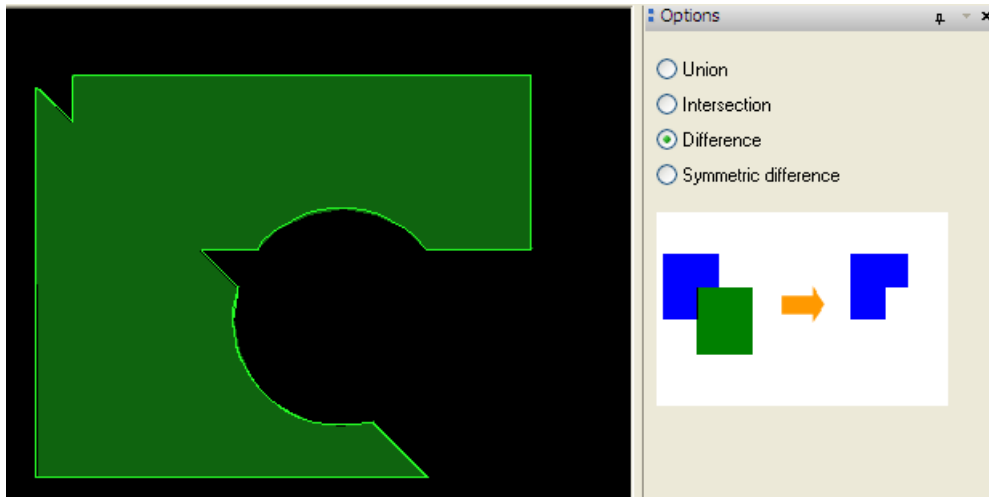 Options
Union
Intersection
Difference
Symmetric difference